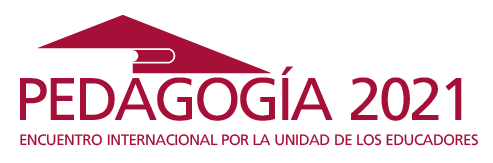 PEDAGOGÍA 2021
ENCUENTRO INTERNACIONAL POR LA UNIDAD DE LOS EDUCADORES